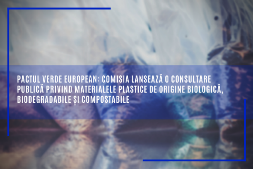 PACTUL VERDE EUROPEAN: COMISIA LANSEAZĂ O CONSULTARE
PUBLICĂ PRIVIND MATERIALELE PLASTICE DE ORIGINE BIOLOGICĂ,
BIODEGRADABILE ȘI COMPOSTABILE